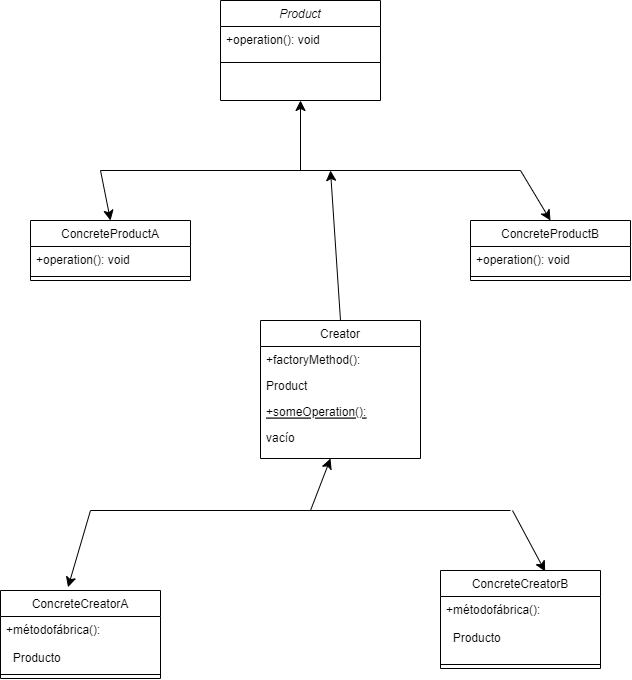 Product
+operation(): void
ConcreteProductA
+operation(): void
ConcreteProductB
+operation(): void
Creator
+factoryMethod():
Product
+someOperation():
vacío
ConcreteCreatorA
+métodofábrica():
Producto
ConcreteCreatorB
+métodofábrica():
Producto